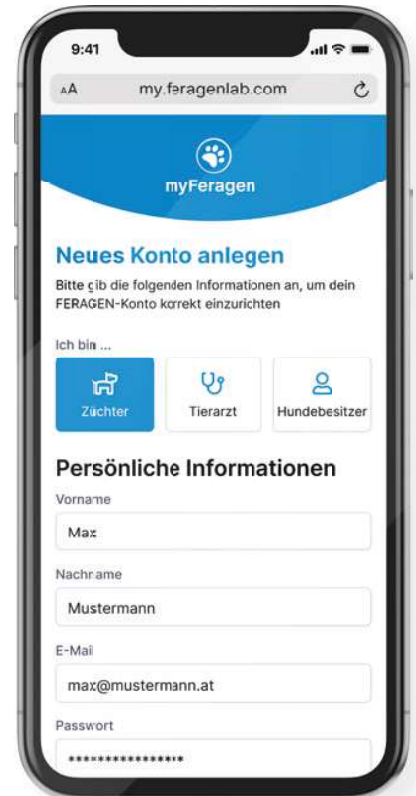 9:41
AA my.feragenlab.com
myFeragen
Neues Konto anlegen
Bitte gib die folgenden Informationen an, um dein
FERAGEN-Konto korrekt einzurichten
Ich bin ...
Züchter Tierarzt Hundebesitzer
Persönliche Informationen
Vorname
Max
Nachname
Mustermann
E-Mail
max@mustermann.at
Passwort
****************